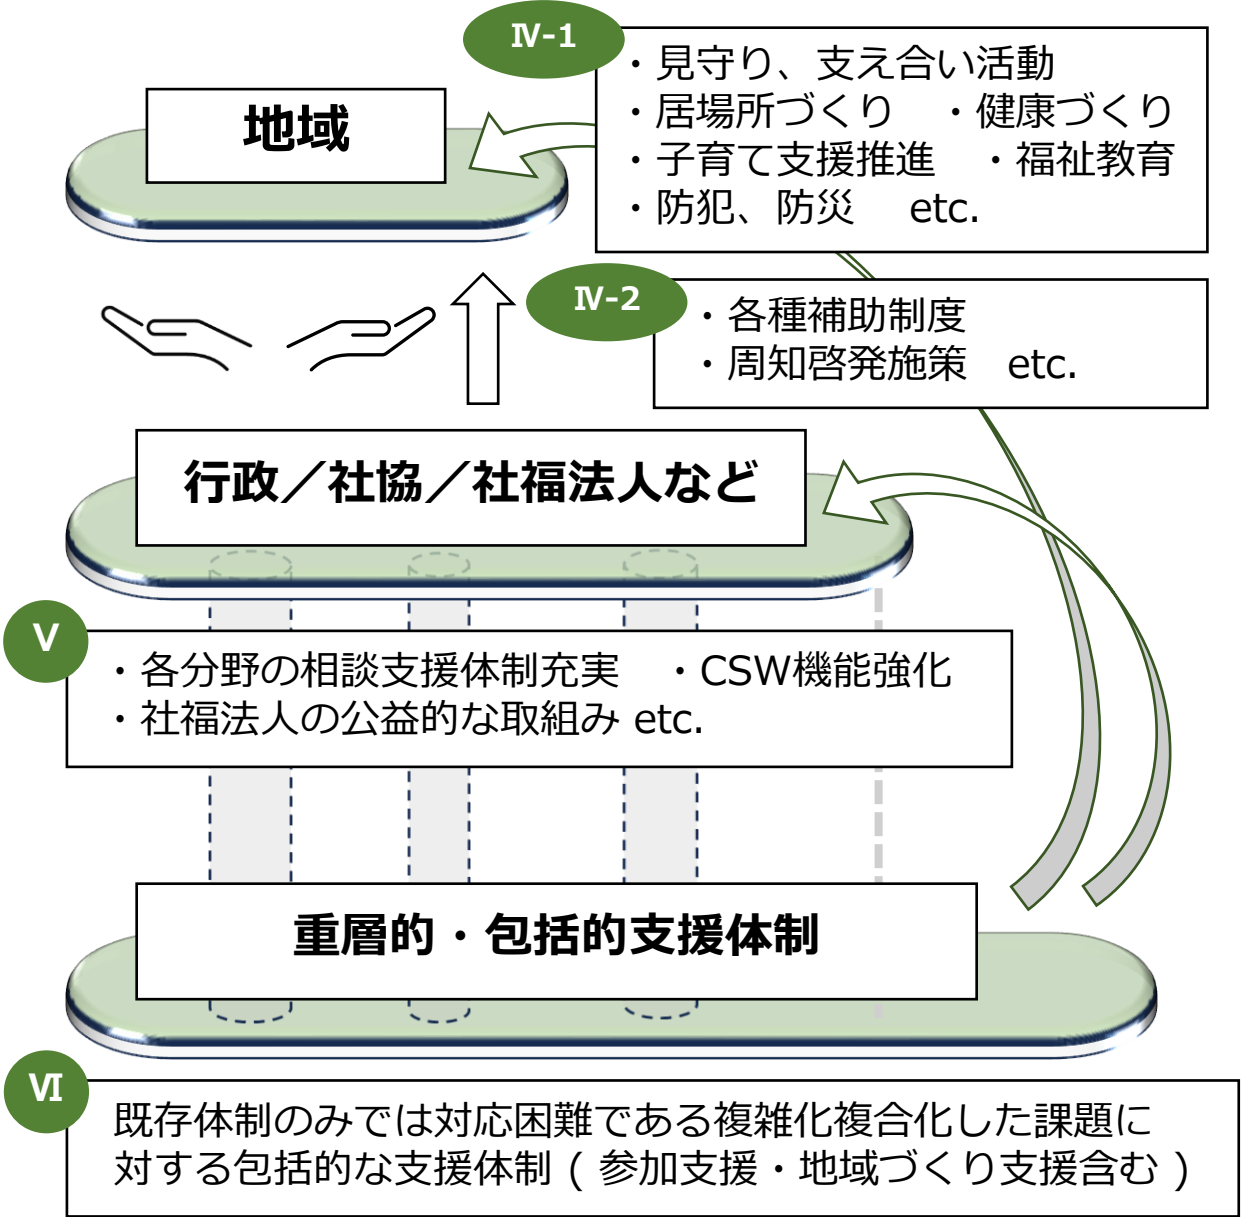 Ⅳ-1
・見守り、支え合い活動
・居場所づくり　・健康づくり
・子育て支援推進　・福祉教育
・防犯、防災　etc.
地域
Ⅳ-2
・各種補助制度
・周知啓発施策　etc.
行政／社協／社福法人など
Ⅴ
・各分野の相談支援体制充実　・CSW機能強化
・社福法人の公益的な取組み etc.
重層的・包括的支援体制
Ⅵ
既存体制のみでは対応困難である複雑化複合化した課題に
対する包括的な支援体制 ( 参加支援・地域づくり支援含む )